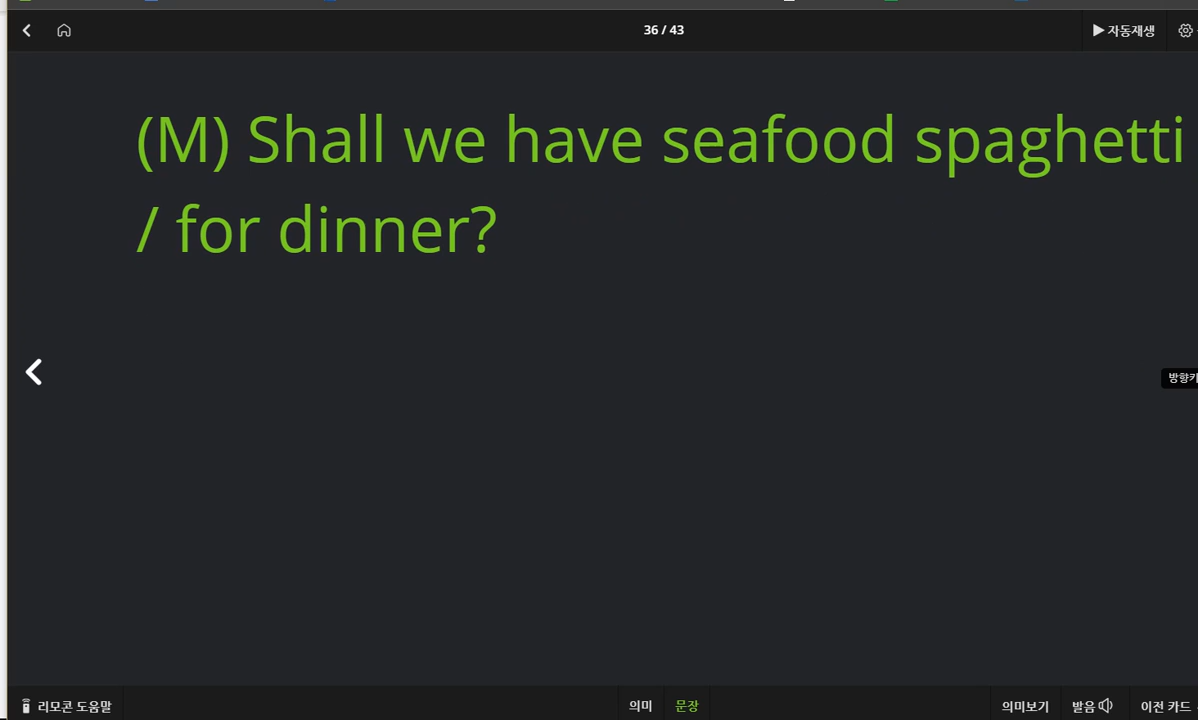 36 / 43
▶ 자동재생
(M) Shall we have seafood spaghetti
/ for dinner?
방향키
리모콘 도움말
의미
문장
의미보기
발음
이전 카드